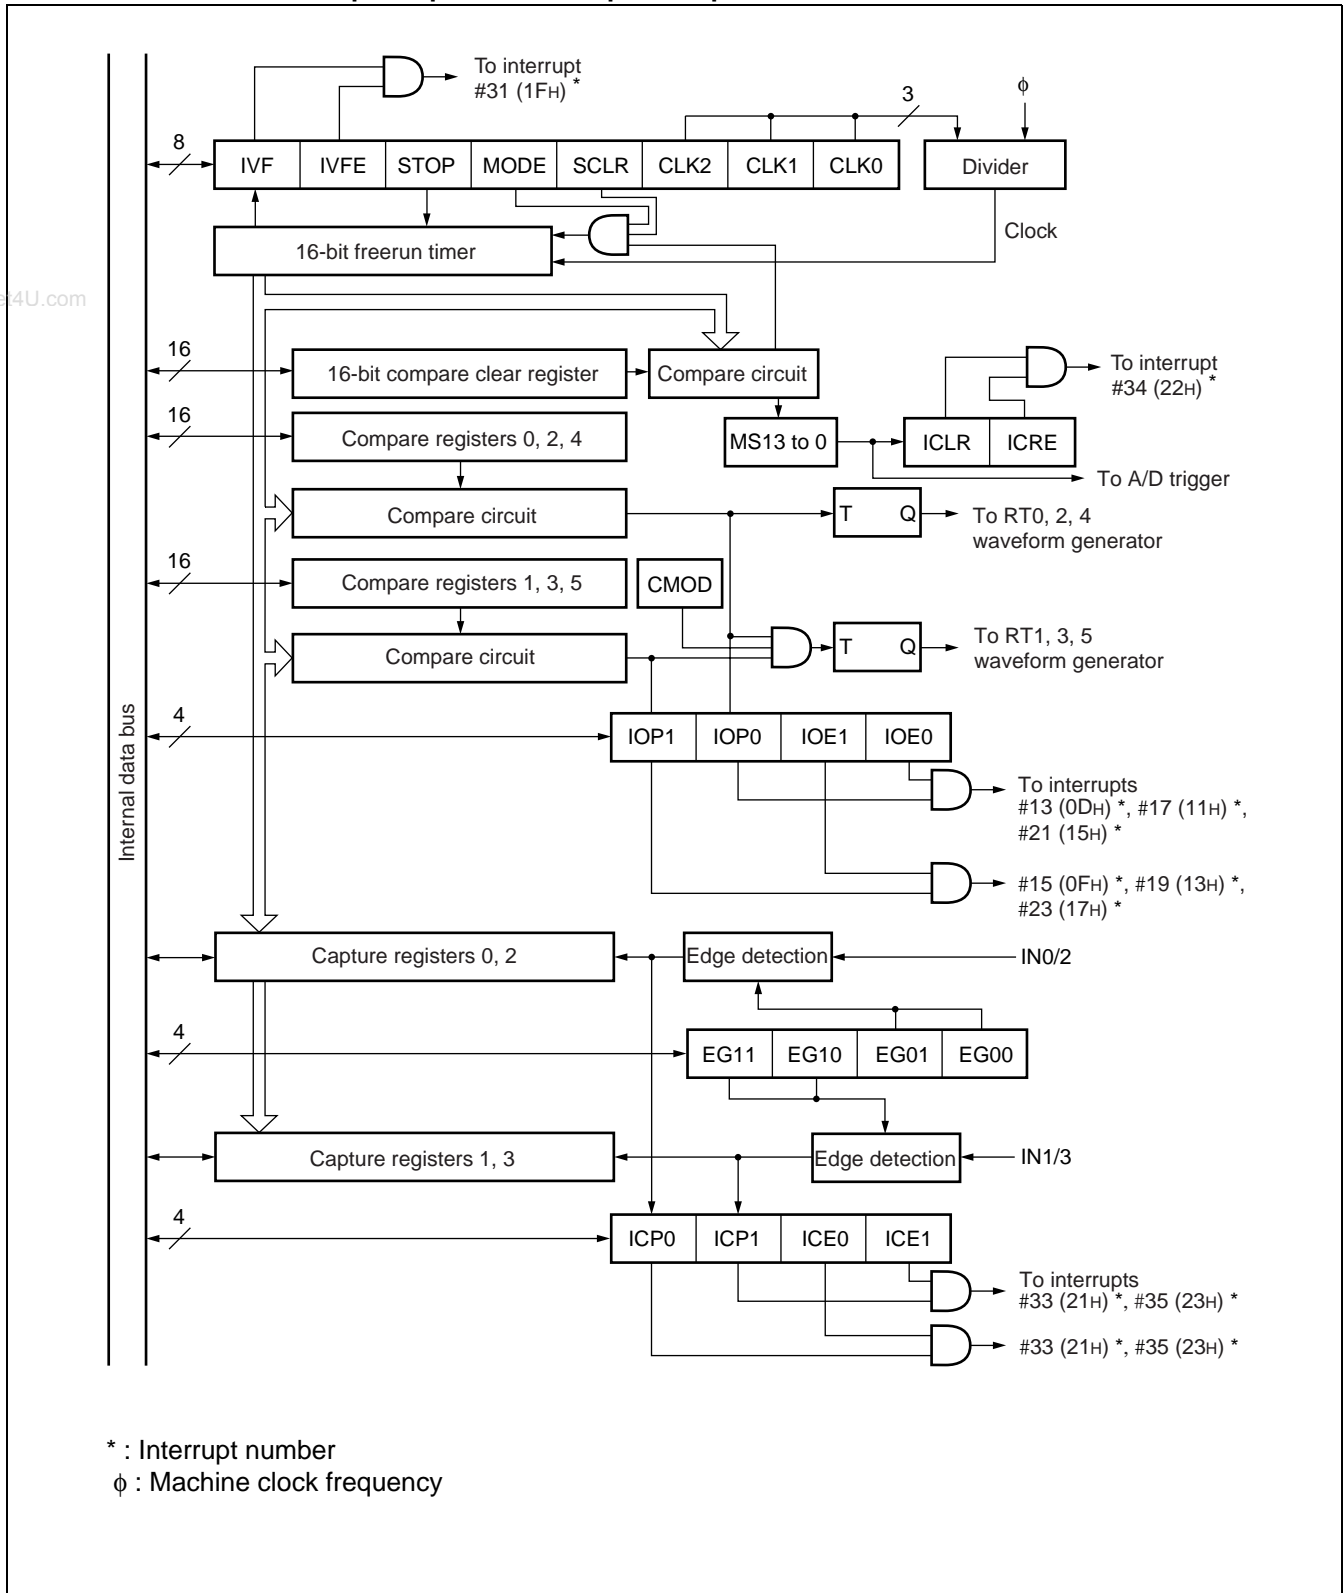 To interrupt
#31 (1FH) *
3
φ
8
IVF IVFE STOP MODE SCLR CLK2 CLK1 CLK0
Divider
16-bit freerun timer
Clock
et4U.com
16
16-bit compare clear register
Compare circuit
To interrupt
#34 (22H) *
16
Compare registers 0, 2, 4
MS13 to 0
ICLR ICRE
To A/D trigger
Compare circuit
T Q
To RT0, 2, 4
waveform generator
16
Compare registers 1, 3, 5
CMOD
Compare circuit
T Q
To RT1, 3, 5
waveform generator
4
IOP1 IOP0 IOE1 IOE0
Internal data bus
To interrupts
#13 (0DH) *, #17 (11H) *,
#21 (15H) *
#15 (0FH) *, #19 (13H) *,
#23 (17H) *
Capture registers 0, 2
Edge detection
IN0/2
4
EG11 EG10 EG01 EG00
Capture registers 1, 3
Edge detection
IN1/3
4
ICP0 ICP1 ICE0 ICE1
To interrupts
#33 (21H) *, #35 (23H) *
#33 (21H) *, #35 (23H) *
* : Interrupt number
φ : Machine clock frequency